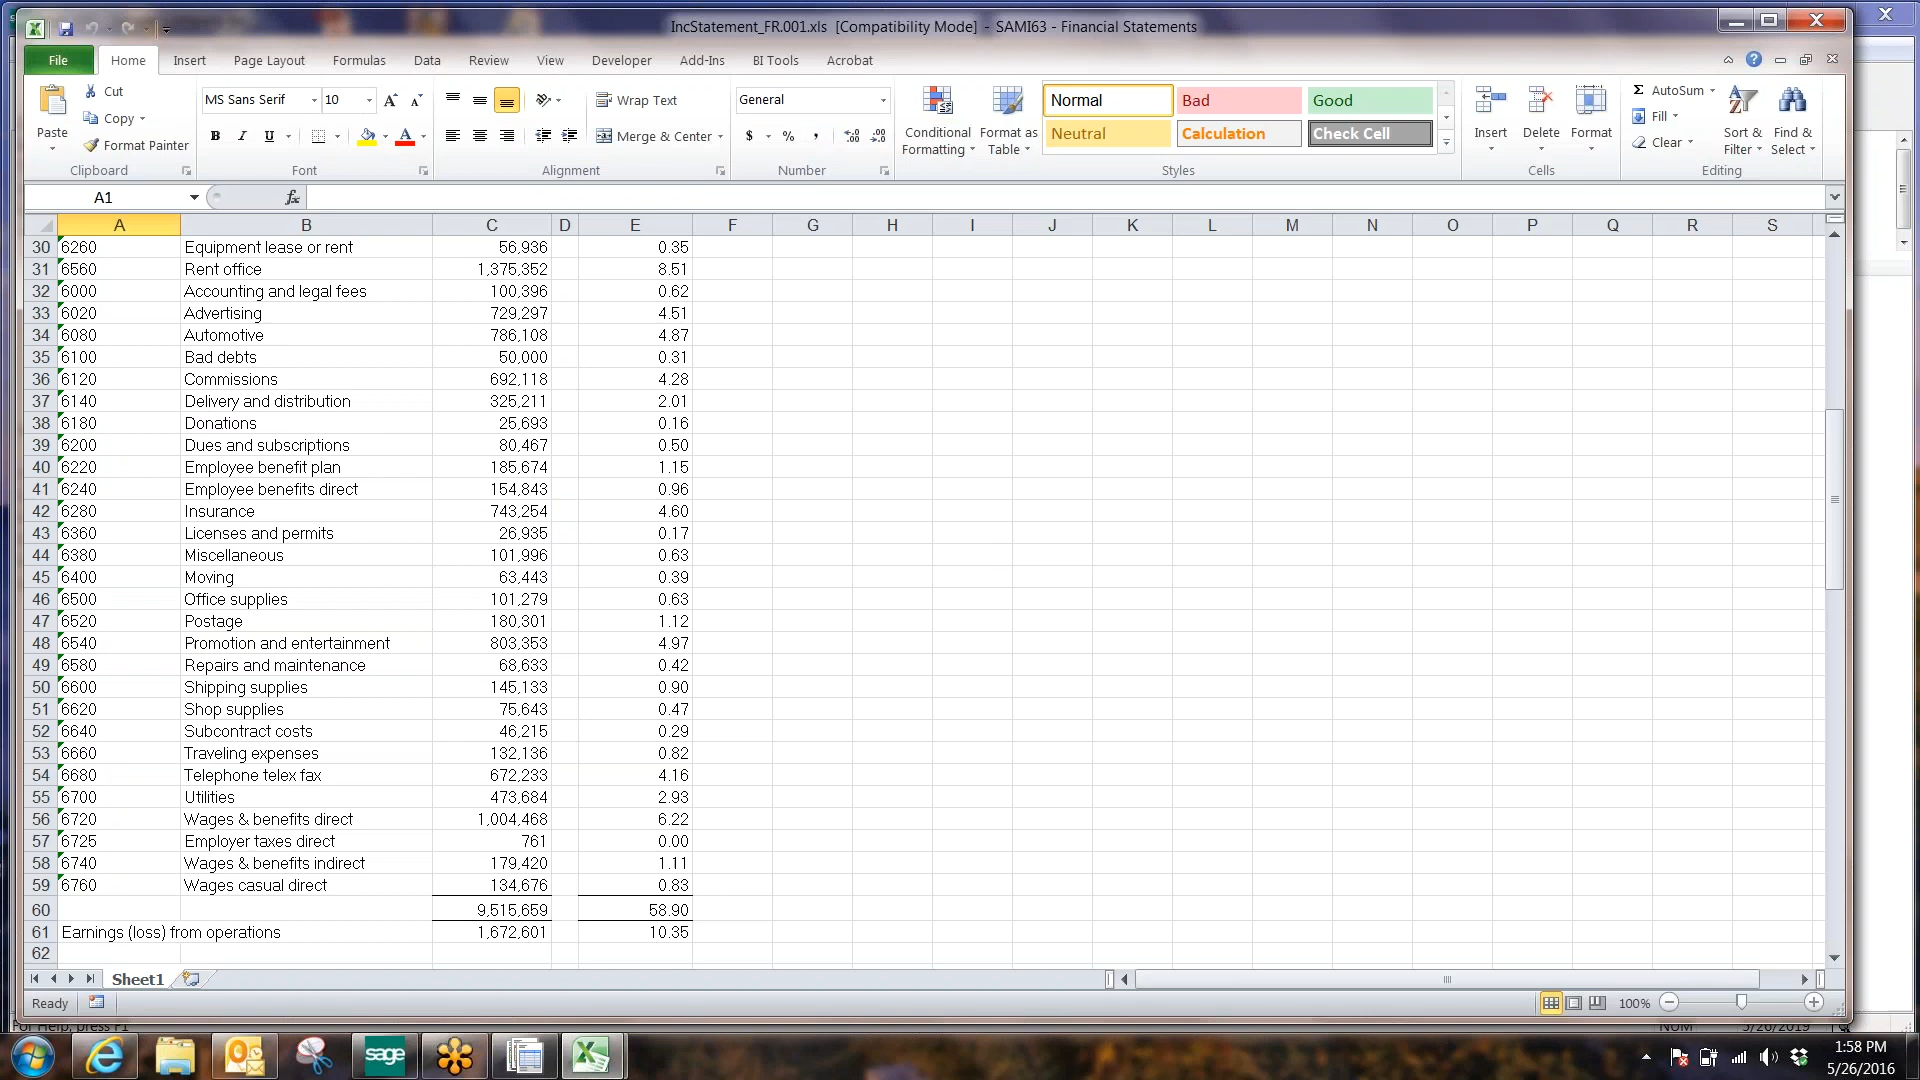 IncStatement_FR.001.xls [Compatibility Mode] - SAMI63 - Financial Statements
File Home Insert Page Layout Formulas Data Review View Developer Add-Ins BI Tools Acrobat
Paste Cut Copy Format Painter
Clipboard
MS Sans Serif 10
B I U
Font
Wrap Text
Merge & Center
Alignment
General
$ % ,
Number
Conditional Formatting Format as Table
Normal Bad Good
Neutral Calculation Check Cell
Styles
Insert Delete Format
Cells
Σ AutoSum
Fill
Clear
Sort & Filter Find & Select
Editing
A1 fx
A B C D E F G H I J K L M N O P Q R S
30 6260 Equipment lease or rent 56,936 0.35
31 6560 Rent office 1,375,352 8.51
32 6000 Accounting and legal fees 100,396 0.62
33 6020 Advertising 729,297 4.51
34 6080 Automotive 786,108 4.87
35 6100 Bad debts 50,000 0.31
36 6120 Commissions 692,118 4.28
37 6140 Delivery and distribution 325,211 2.01
38 6180 Donations 25,693 0.16
39 6200 Dues and subscriptions 80,467 0.50
40 6220 Employee benefit plan 185,674 1.15
41 6240 Employee benefits direct 154,843 0.96
42 6280 Insurance 743,254 4.60
43 6360 Licenses and permits 26,935 0.17
44 6380 Miscellaneous 101,996 0.63
45 6400 Moving 63,443 0.39
46 6500 Office supplies 101,279 0.63
47 6520 Postage 180,301 1.12
48 6540 Promotion and entertainment 803,353 4.97
49 6580 Repairs and maintenance 68,633 0.42
50 6600 Shipping supplies 145,133 0.90
51 6620 Shop supplies 75,643 0.47
52 6640 Subcontract costs 46,215 0.29
53 6660 Traveling expenses 132,136 0.82
54 6680 Telephone telex fax 672,233 4.16
55 6700 Utilities 473,684 2.93
56 6720 Wages & benefits direct 1,004,468 6.22
57 6725 Employer taxes direct 761 0.00
58 6740 Wages & benefits indirect 179,420 1.11
59 6760 Wages casual direct 134,676 0.83
60 9,515,659 58.90
61 Earnings (loss) from operations 1,672,601 10.35
62
Sheet1
Ready 100%
For Help, press F1 NUM 5/26/2019
sage
1:58 PM
5/26/2016